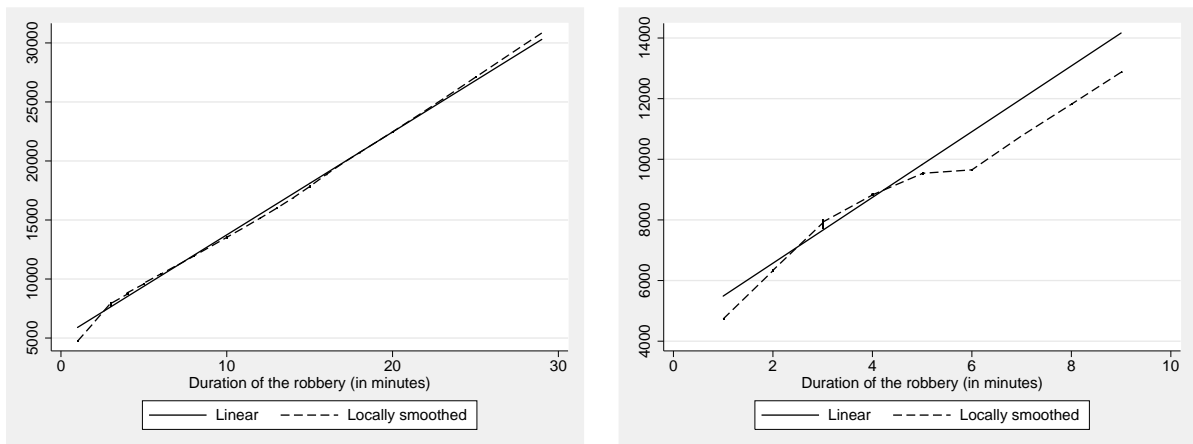 30000
25000
20000
15000
10000
5000
0 10 20 30
Duration of the robbery (in minutes)
Linear Locally smoothed
14000
12000
10000
8000
6000
4000
0 2 4 6 8 10
Duration of the robbery (in minutes)
Linear Locally smoothed